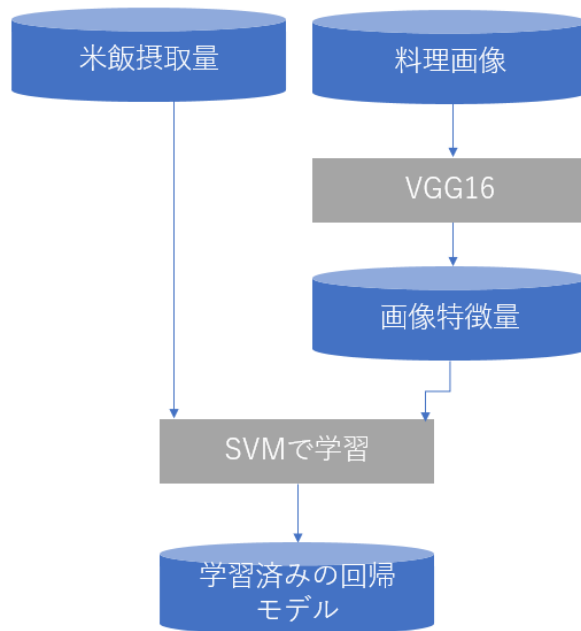 米飯摂取量
料理画像
VGG16
画像特徴量
SVMで学習
学習済みの回帰
モデル